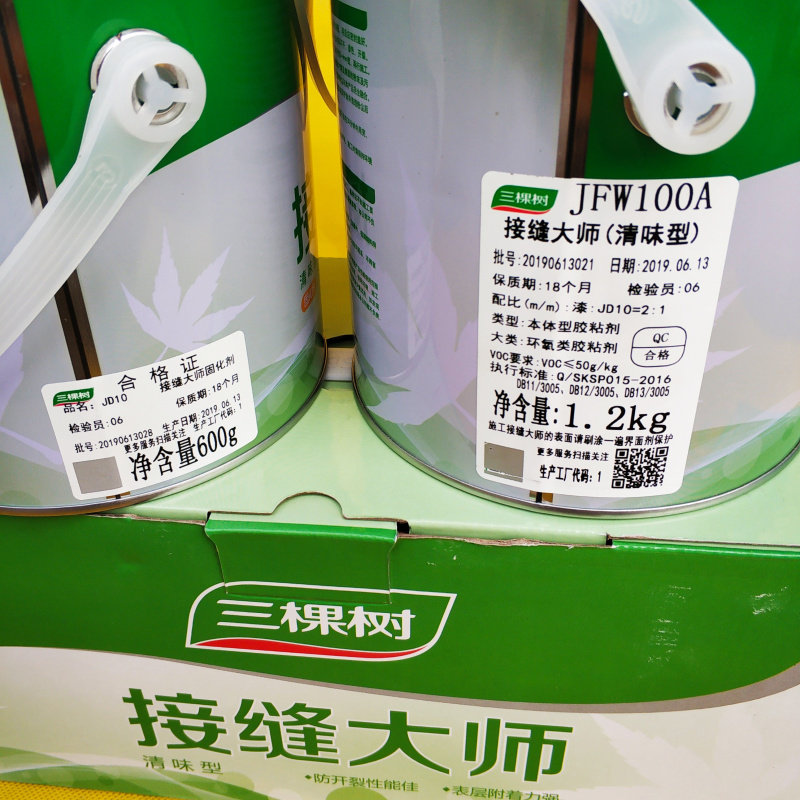 三棵树 JFW100A
接缝大师(清味型)
批号:20190613021 日期:2019.06.13
保质期:18个月 检验员:06
配比(m/m):漆:JD10=2:1
类型:本体型胶粘剂
大类:环氧类胶粘剂
QC
合格
VOC要求:VOC≤50g/kg
执行标准:Q/SKSP015-2016
DB11/3005、DB12/3005、DB13/3005
净含量:1.2kg
施工接缝大师的表面请刷涂一遍界面剂保护
更多服务扫描关注
生产工厂代码:1
合格证
三棵树
品名:JD10 接缝大师固化剂
检验员:06 保质期:18个月
批号:20190613028 生产日期:2019.06.13
更多服务扫描关注 生产工厂代码:1
净含量600g
三棵树
接缝大师
清味型
·防开裂性能佳 ·表层附着力强